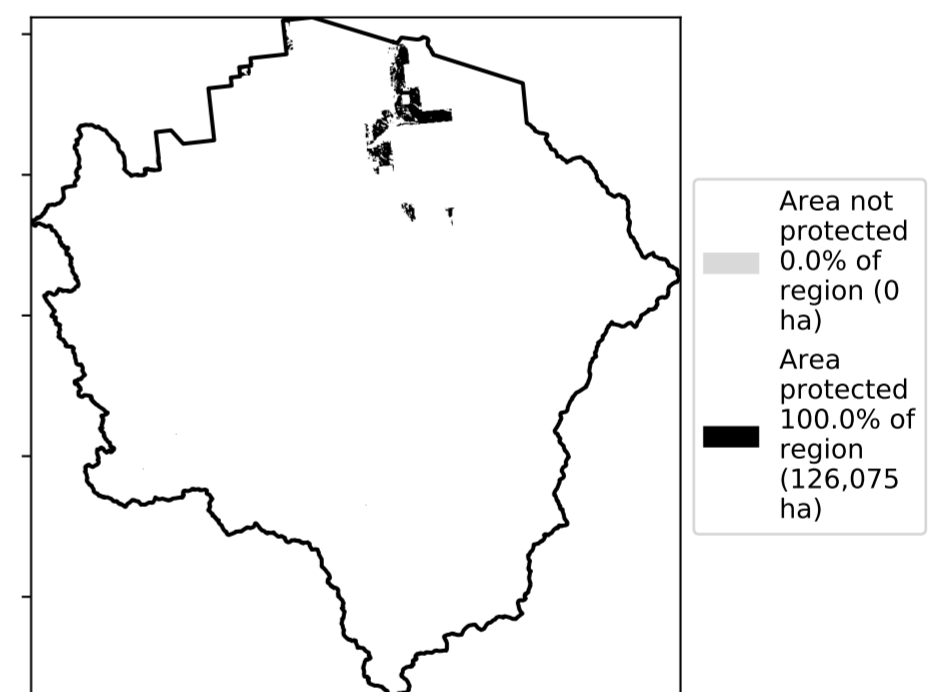 Area not
protected
0.0% of
region (0
ha)
Area
protected
100.0% of
region
(126,075
ha)